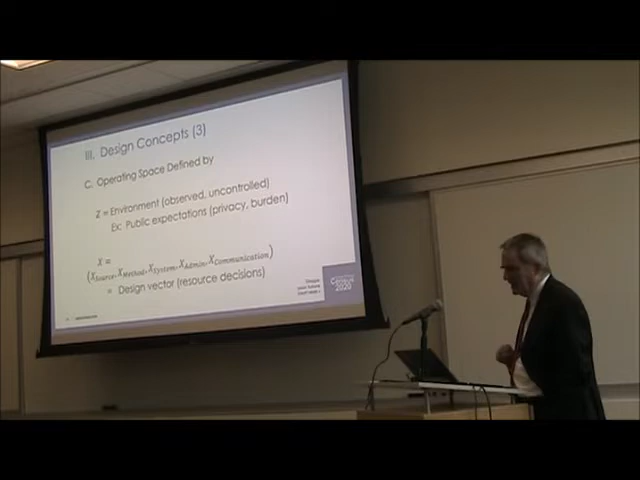 III. Design Concepts (3)
C. Operating Space Defined by
Z = Environment (observed, uncontrolled)
Ex: Public expectations (privacy, burden)
X =
(X_Source, X_Method, X_System, X_Admin, X_Communication)
= Design vector (resource decisions)
Census
2020